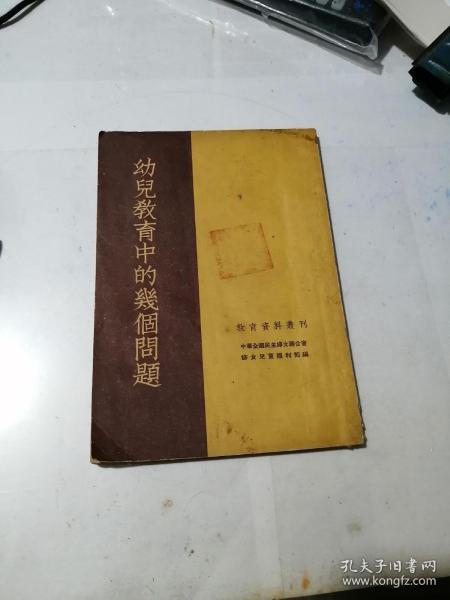 幼兒教育中的幾個問題
教育資料叢刊
中華全國民主婦女聯合會
婦女兒童福利部編
孔夫子旧书网
www.kongfz.com